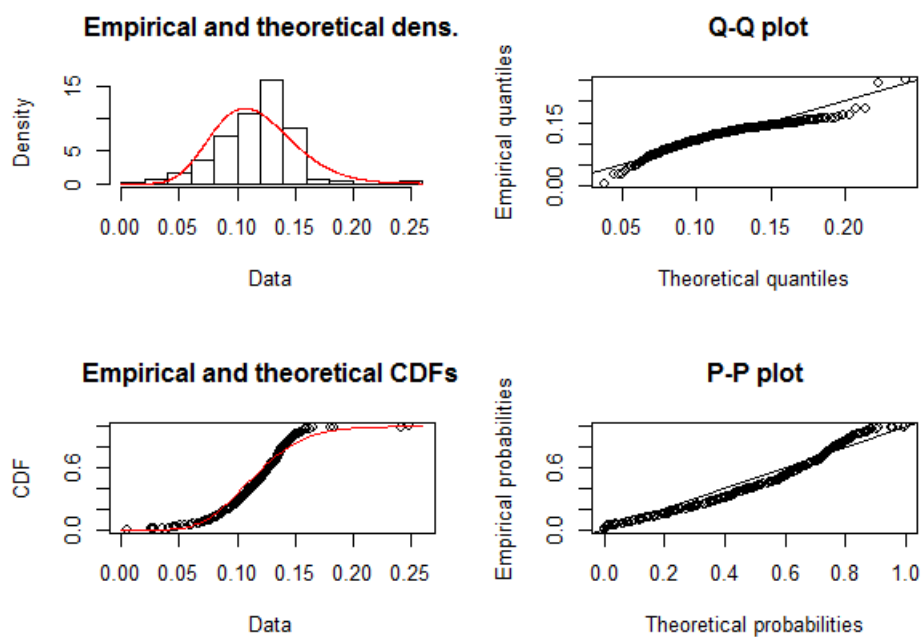 Empirical and theoretical dens.
Density
0 5 15
0.00 0.05 0.10 0.15 0.20 0.25
Data
Q-Q plot
Empirical quantiles
0.00 0.15
0.05 0.10 0.15 0.20
Theoretical quantiles
Empirical and theoretical CDFs
CDF
0.0 0.6
0.00 0.05 0.10 0.15 0.20 0.25
Data
P-P plot
Empirical probabilities
0.0 0.6
0.0 0.2 0.4 0.6 0.8 1.0
Theoretical probabilities